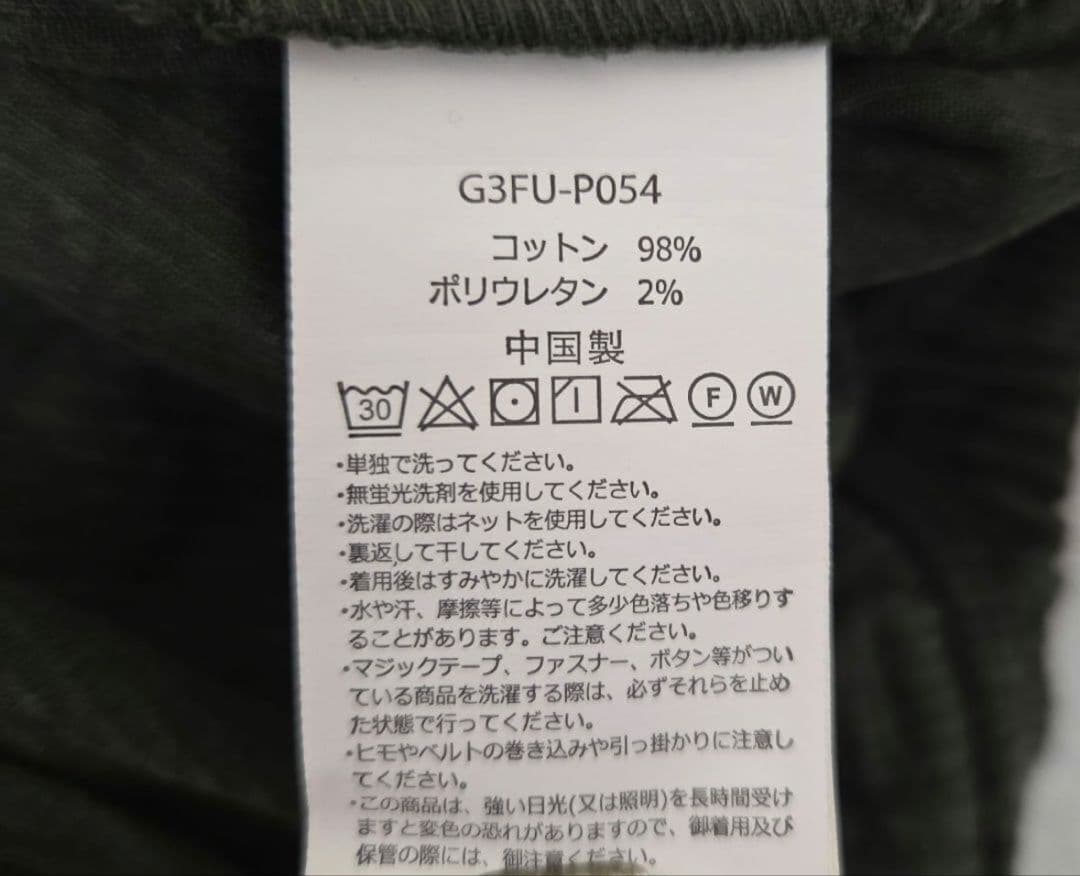 G3FU-P054
コットン 98%
ポリウレタン 2%
中国製
30 F W
・単独で洗ってください。
・無蛍光洗剤を使用してください。
・洗濯の際はネットを使用してください。
・裏返して干してください。
・着用後はすみやかに洗濯してください。
・水や汗、摩擦等によって多少色落ちや色移りす
ることがあります。ご注意ください。
・マジックテープ、ファスナー、ボタン等がつい
ている商品を洗濯する際は、必ずそれらを止め
た状態で行ってください。
・ヒモやベルトの巻き込みや引っ掛かりに注意し
てください。
・この商品は、強い日光(又は照明)を長時間受け
ますと変色の恐れがありますので、御着用及び
保管の際には、御注意ください。